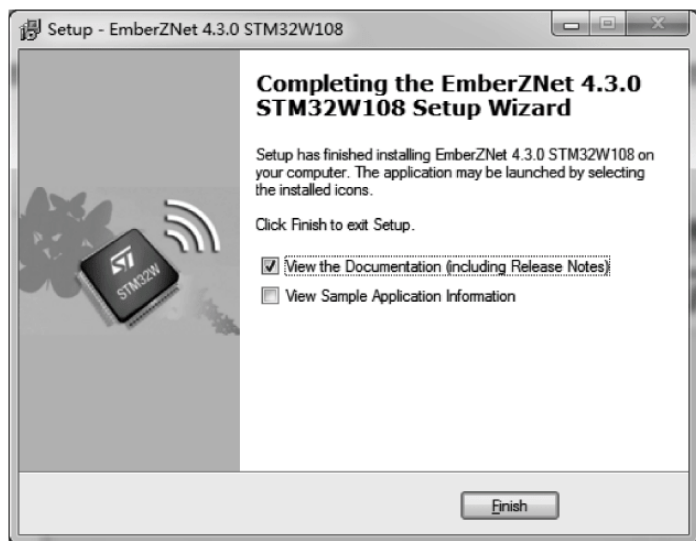 Setup - EmberZNet 4.3.0 STM32W108
Completing the EmberZNet 4.3.0
STM32W108 Setup Wizard
Setup has finished installing EmberZNet 4.3.0 STM32W108 on
your computer. The application may be launched by selecting
the installed icons.
Click Finish to exit Setup.
View the Documentation (including Release Notes)
View Sample Application Information
ST
STM32W
Finish